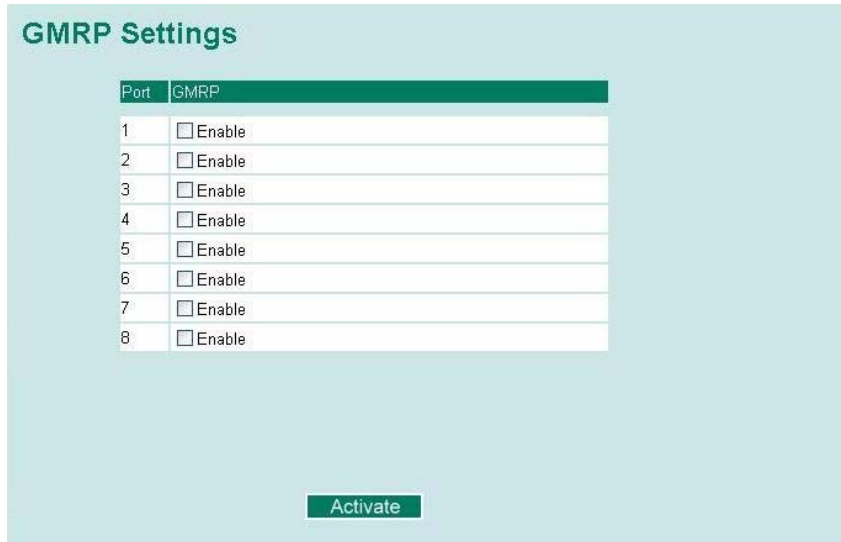 GMRP Settings
Port GMRP
1 Enable
2 Enable
3 Enable
4 Enable
5 Enable
6 Enable
7 Enable
8 Enable
Activate